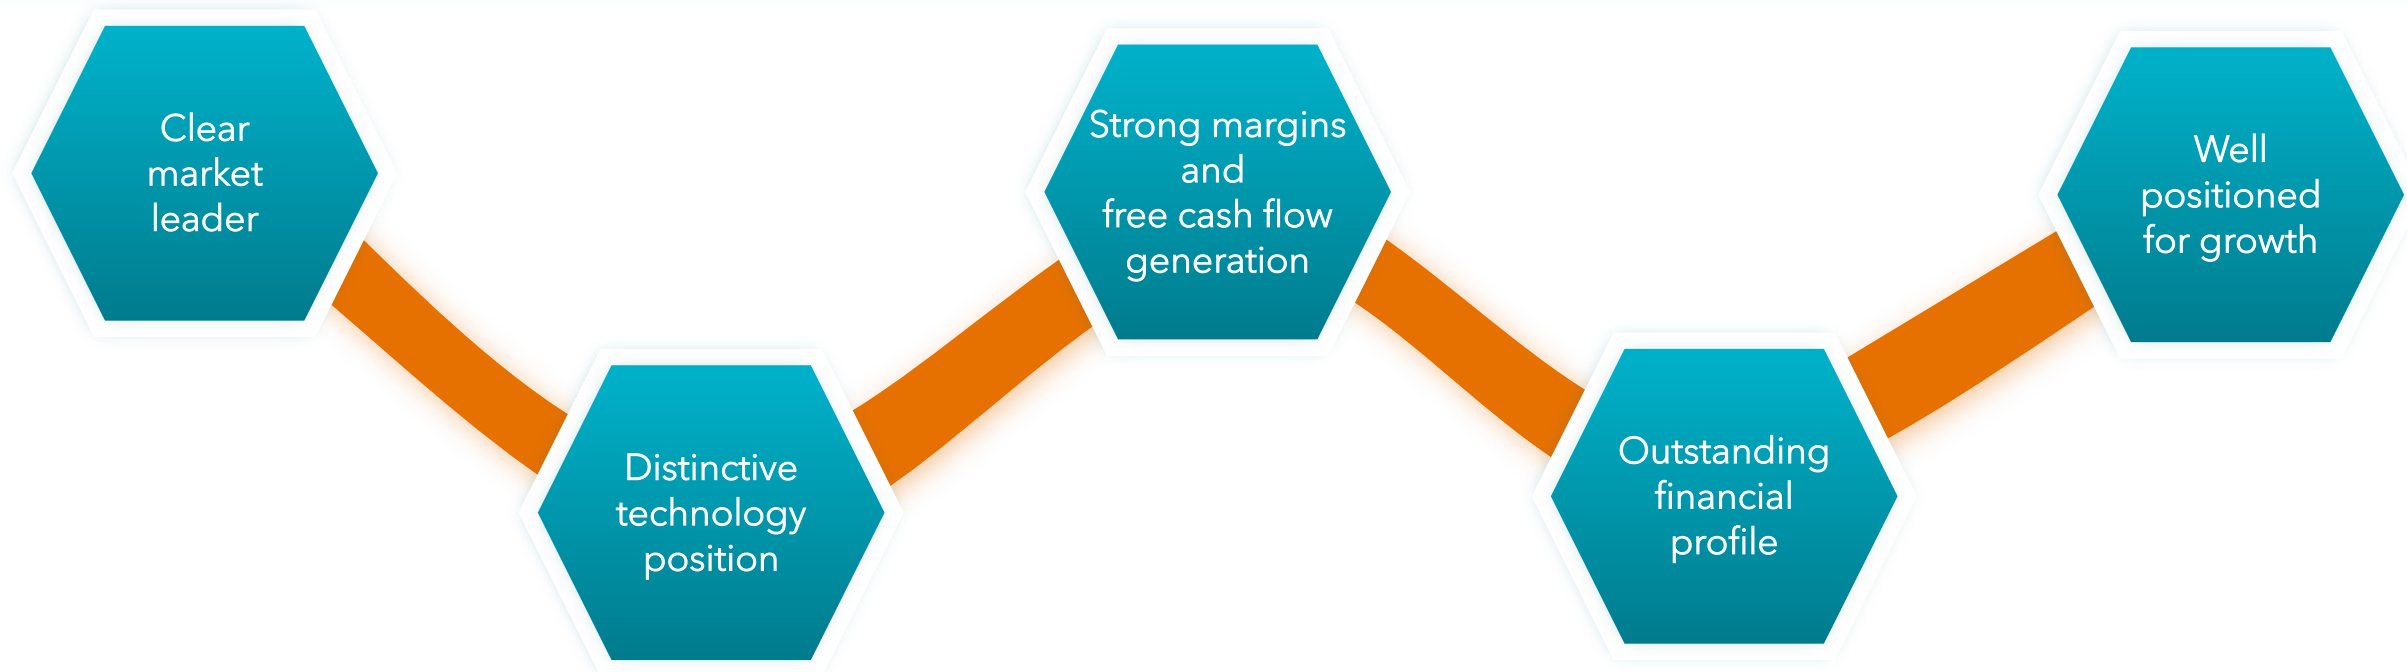 Clear
market
leader
Distinctive
technology
position
Strong margins
and
free cash flow
generation
Outstanding
financial
profile
Well
positioned
for growth